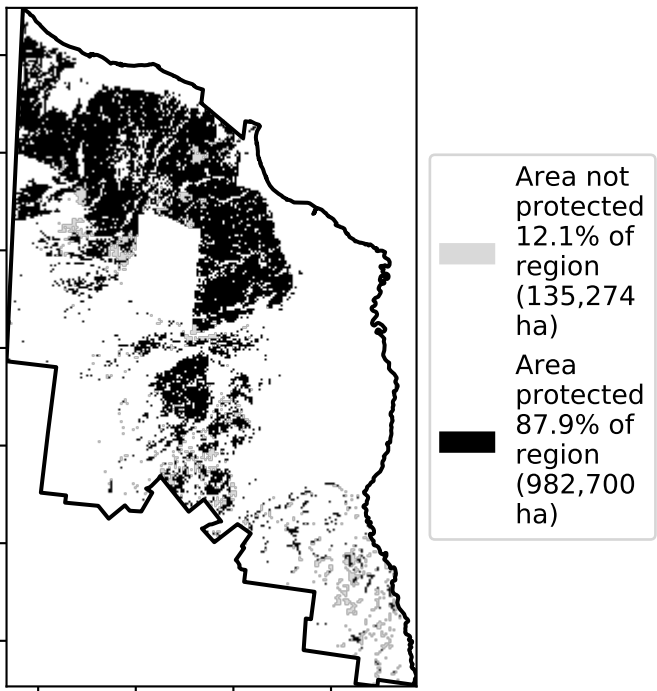 Area not
protected
12.1% of
region
(135,274
ha)
Area
protected
87.9% of
region
(982,700
ha)